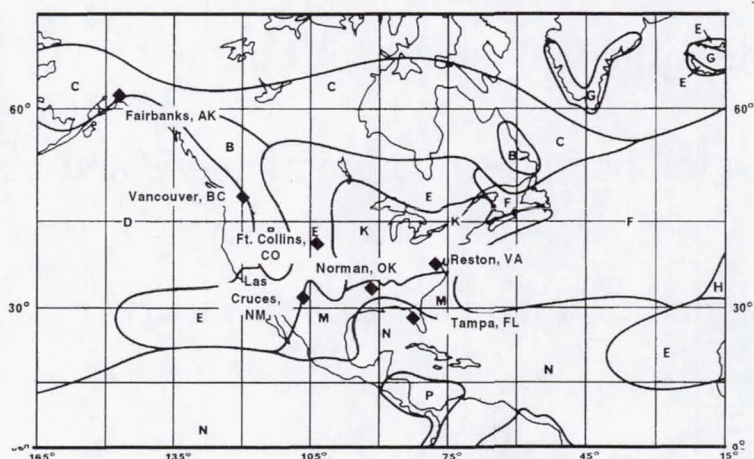 E
G
C
C
E
60°
G
60°
Fairbanks, AK
B
B
C
Vancouver, BC
E
F
D
Ft. Collins,
CO
E
K
K
F
Norman, OK
Reston, VA
Las
Cruces,
NM
H
30°
E
M
M
30°
N
Tampa, FL
E
N
P
N
0°
165°
135°
105°
75°
45°
15°